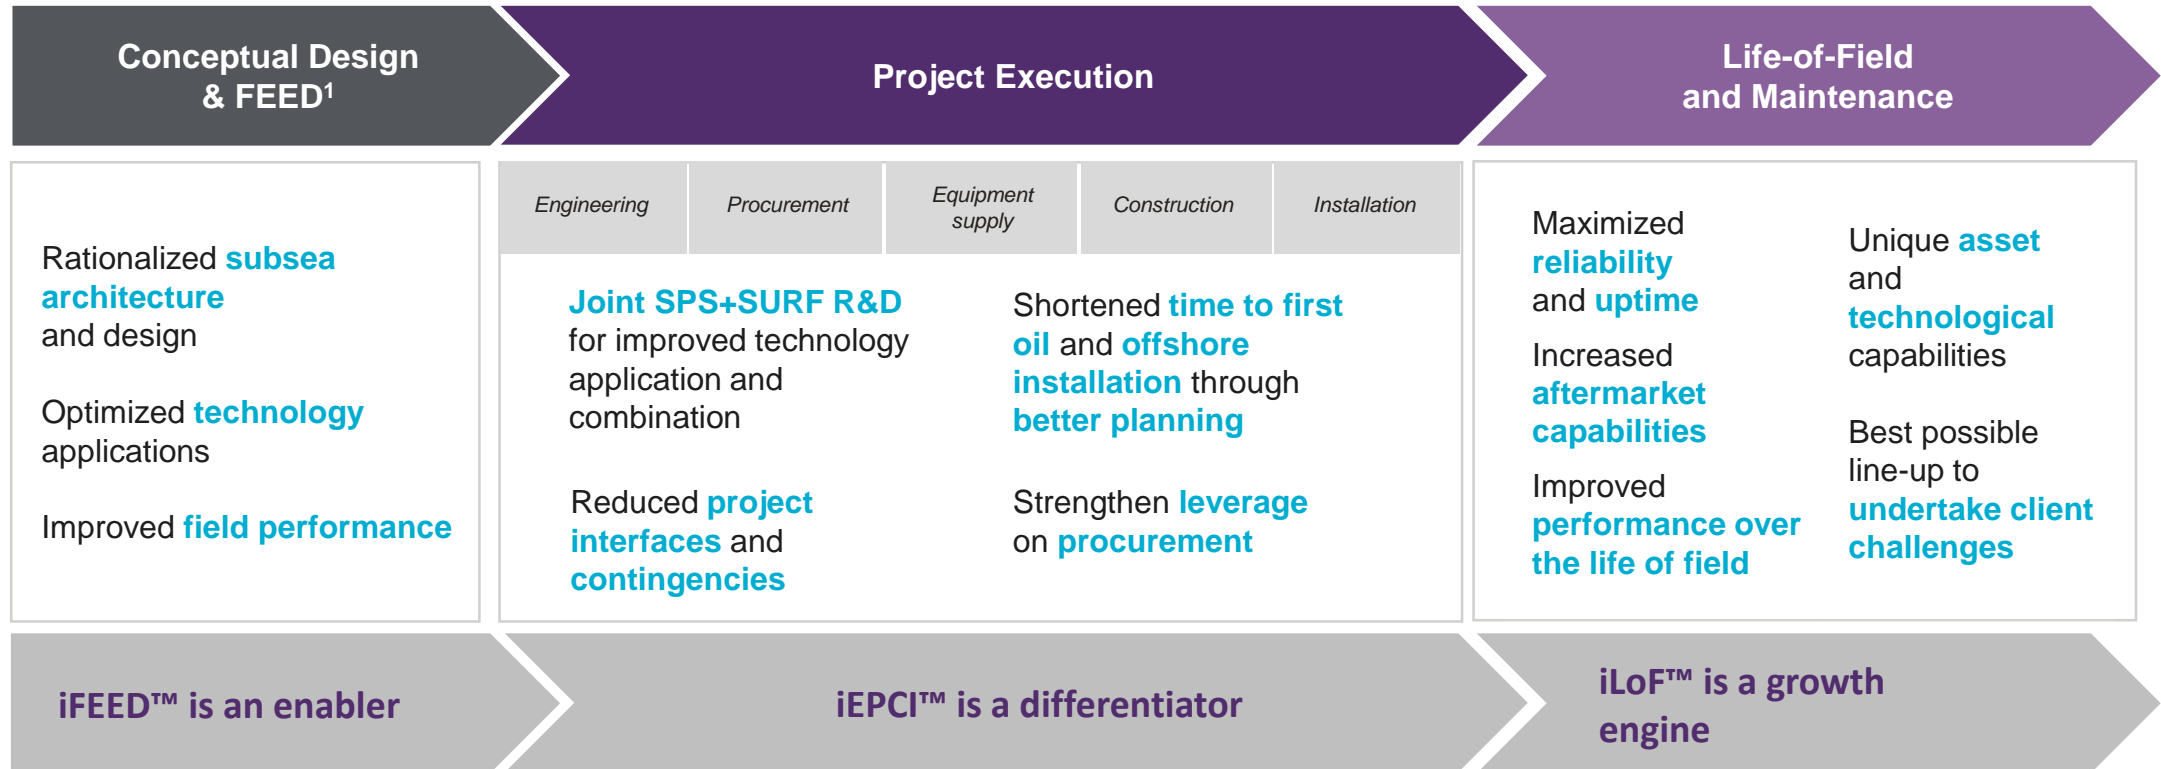 Conceptual Design
& FEED¹
Project Execution
Life-of-Field
and Maintenance
Rationalized subsea
architecture
and design
Optimized technology
applications
Improved field performance
Engineering
Procurement
Equipment
supply
Construction
Installation
Joint SPS+SURF R&D
for improved technology
application and
combination
Reduced project
interfaces and
contingencies
Shortened time to first
oil and offshore
installation through
better planning
Strengthen leverage
on procurement
Maximized
reliability
and uptime
Increased
aftermarket
capabilities
Improved
performance over
the life of field
Unique asset
and
technological
capabilities
Best possible
line-up to
undertake client
challenges
iFEED™ is an enabler
iEPCI™ is a differentiator
iLoF™ is a growth
engine